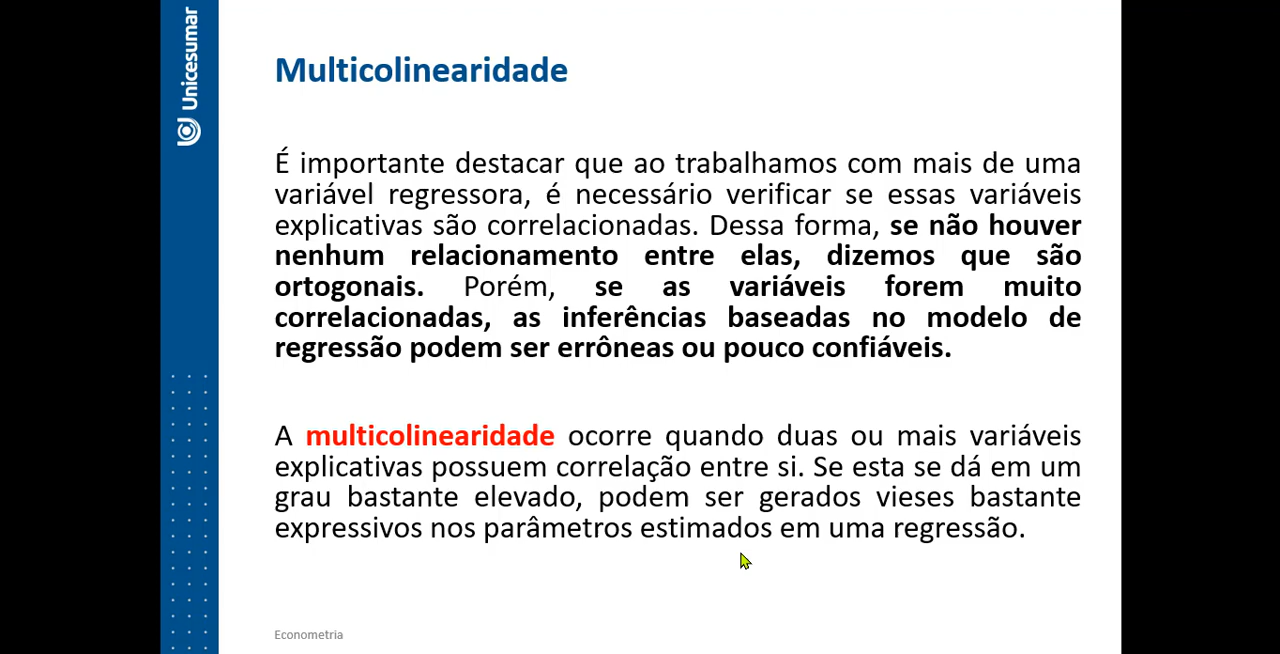 Unicesumar
Multicolinearidade
É importante destacar que ao trabalhamos com mais de uma
variável regressora, é necessário verificar se essas variáveis
explicativas são correlacionadas. Dessa forma, se não houver
nenhum relacionamento entre elas, dizemos que são
ortogonais. Porém, se as variáveis forem muito
correlacionadas, as inferências baseadas no modelo de
regressão podem ser errôneas ou pouco confiáveis.
A multicolinearidade ocorre quando duas ou mais variáveis
explicativas possuem correlação entre si. Se esta se dá em um
grau bastante elevado, podem ser gerados vieses bastante
expressivos nos parâmetros estimados em uma regressão.
Econometria